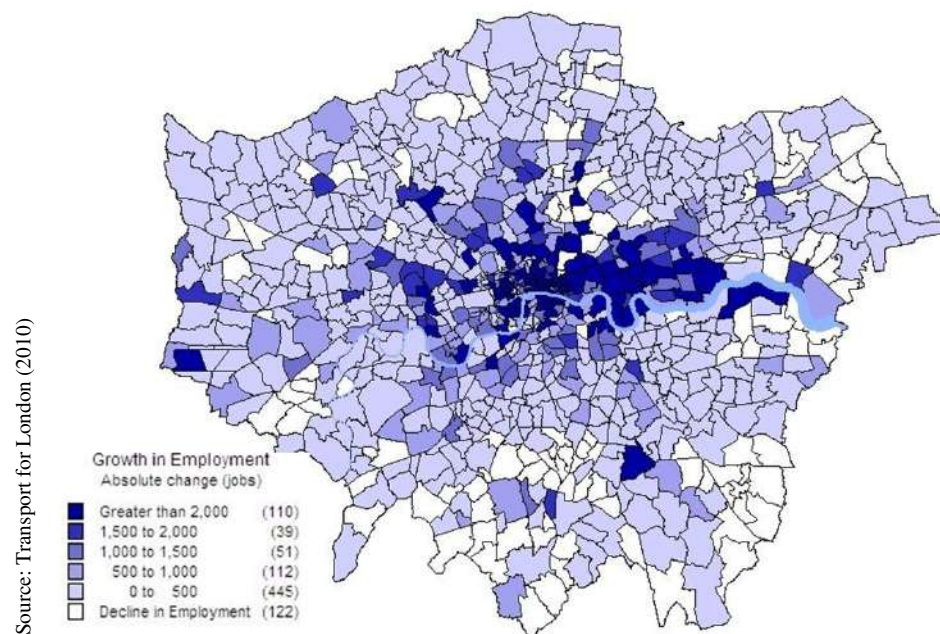 Source: Transport for London (2010)
Growth in Employment
Absolute change (jobs)
Greater than 2,000 (110)
1,500 to 2,000 (39)
1,000 to 1,500 (51)
500 to 1,000 (112)
0 to 500 (445)
Decline in Employment (122)